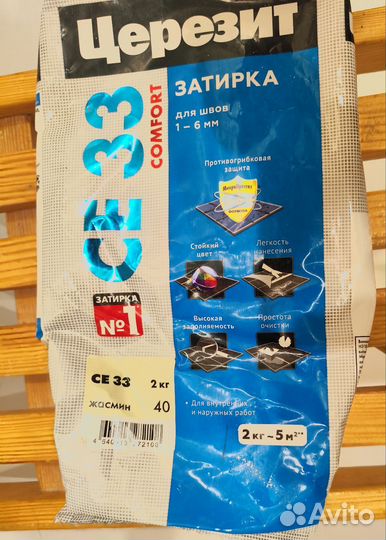 Церезит
CE 33
COMFORT
ЗАТИРКА
для швов
1 – 6 мм
Противогрибковая
защита
ФОРМУЛА
Стойкий
цвет
Легкость
нанесения
Высокая
заполняемость
Простота
очистки
ЗАТИРКА
№1
CE 33 2 кг
жасмин 40
• Для внутренних
и наружных работ
2 кг ~ 5 м²**
Avito